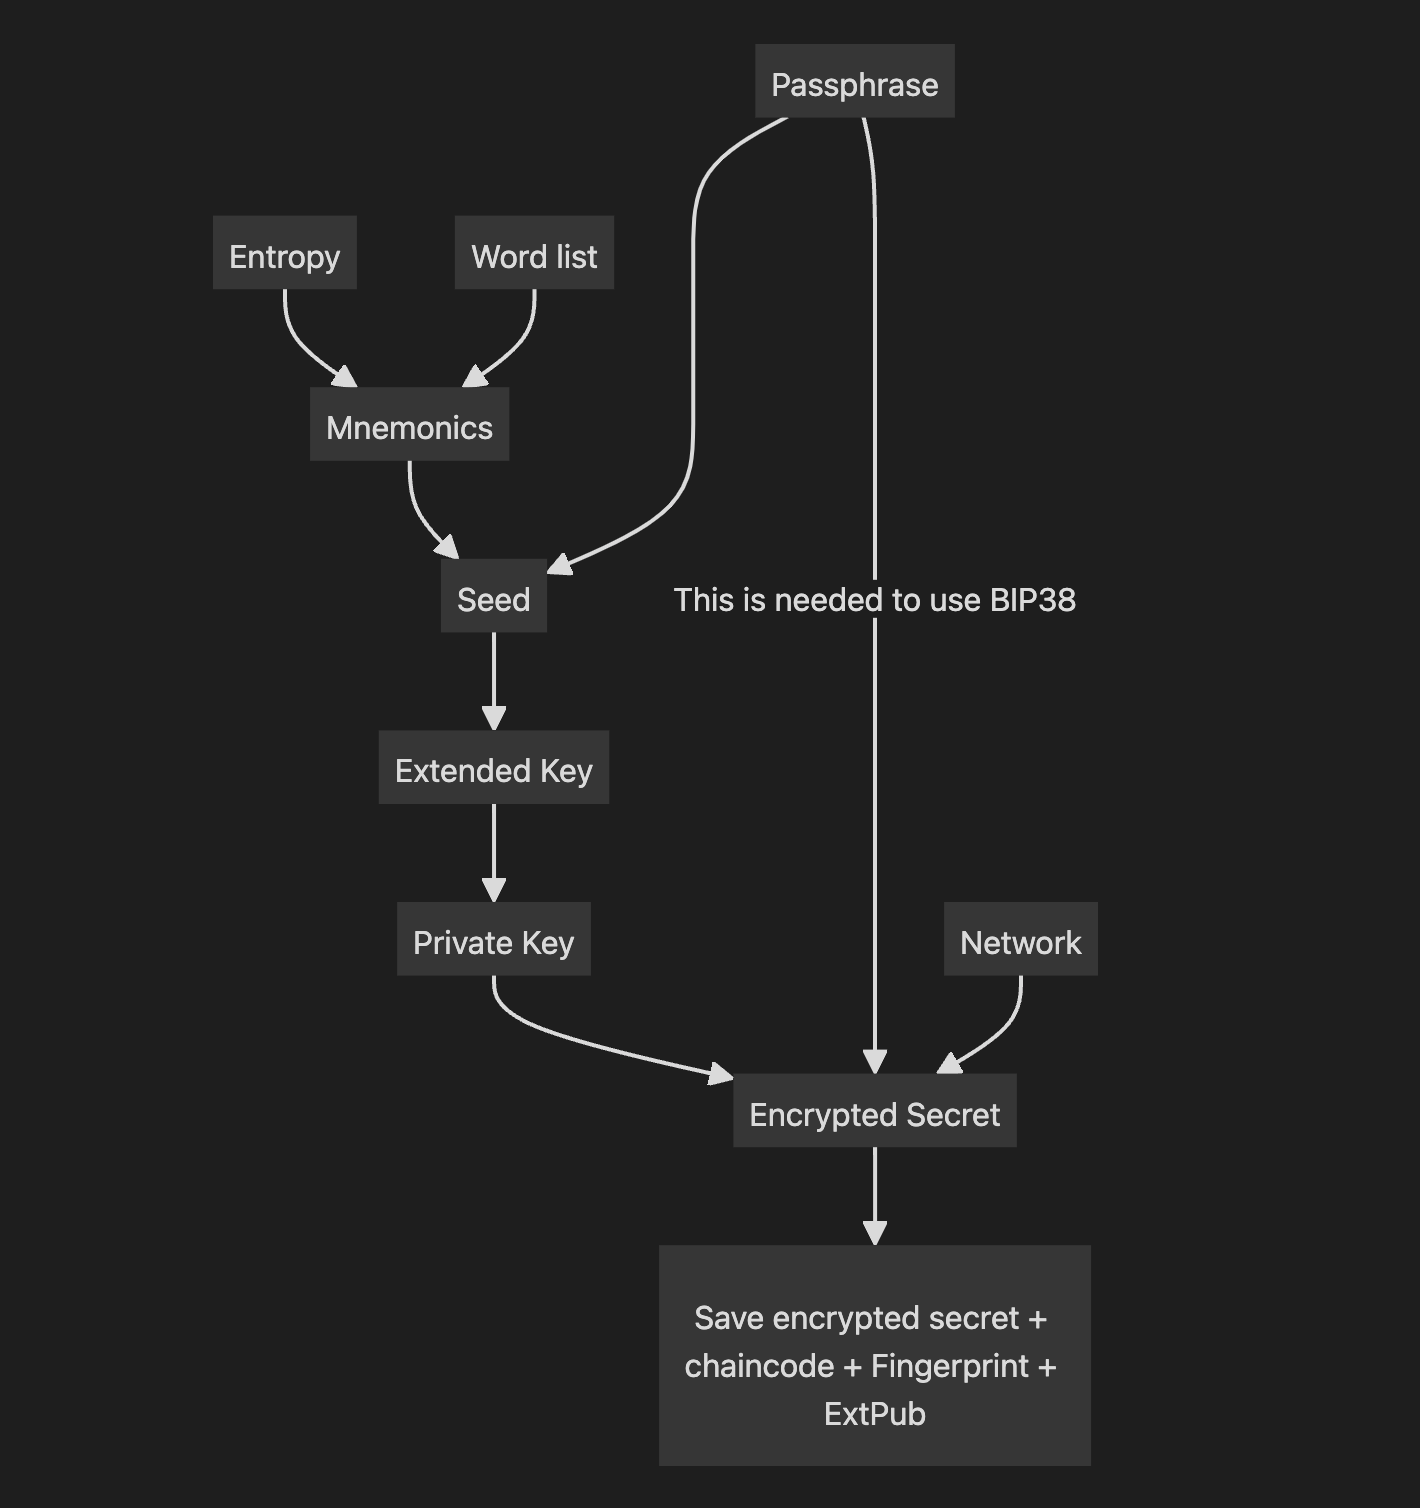 Passphrase
Entropy
Word list
Mnemonics
Seed
This is needed to use BIP38
Extended Key
Private Key
Network
Encrypted Secret
Save encrypted secret +
chaincode + Fingerprint +
ExtPub